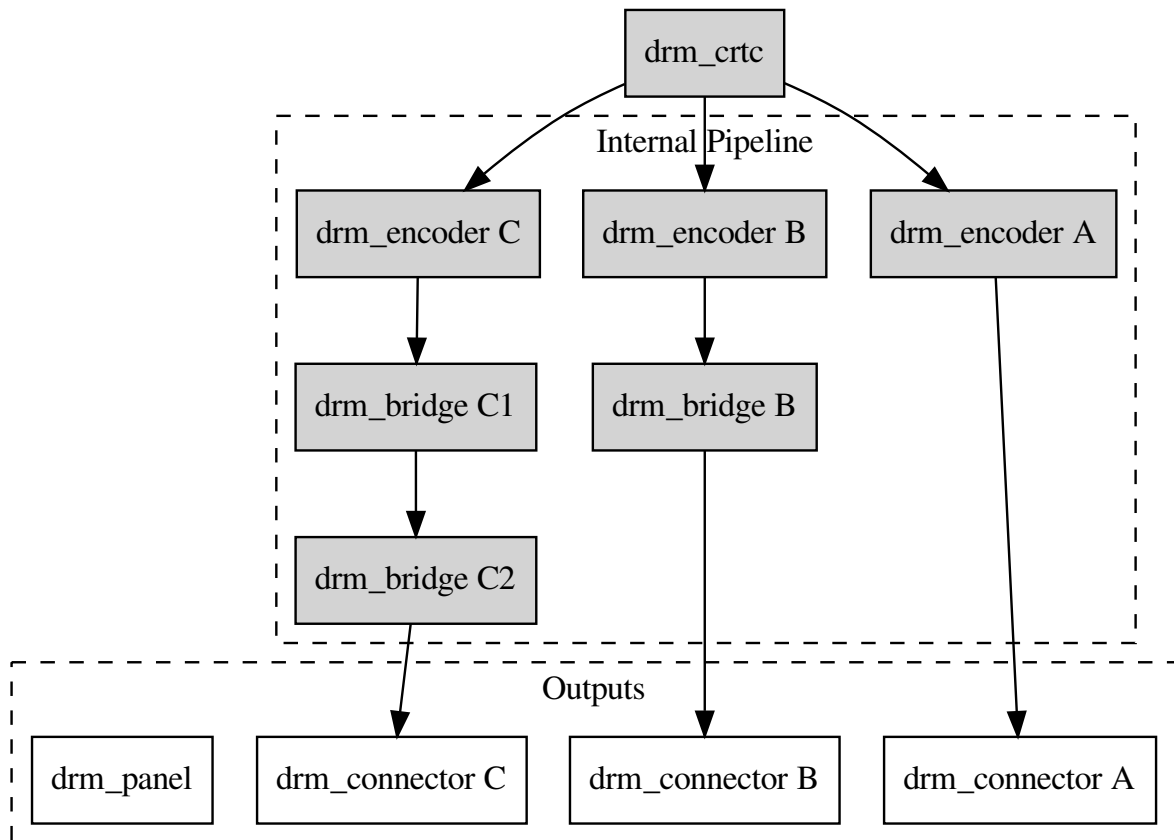 drm_crtc
Internal Pipeline
drm_encoder C
drm_encoder B
drm_encoder A
drm_bridge C1
drm_bridge B
drm_bridge C2
Outputs
drm_panel
drm_connector C
drm_connector B
drm_connector A